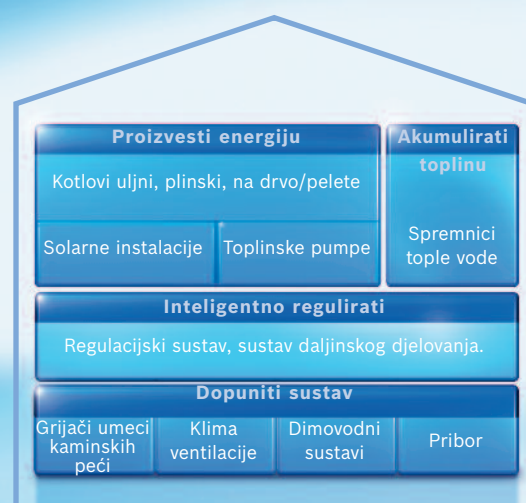 Proizvesti energiju
Kotlovi uljni, plinski, na drvo/pelete
Solarne instalacije
Toplinske pumpe
Akumulirati
toplinu
Spremnici
tople vode
Inteligentno regulirati
Regulacijski sustav, sustav daljinskog djelovanja.
Dopuniti sustav
Grijači umeci
kaminskih
peći
Klima
ventilacije
Dimovodni
sustavi
Pribor